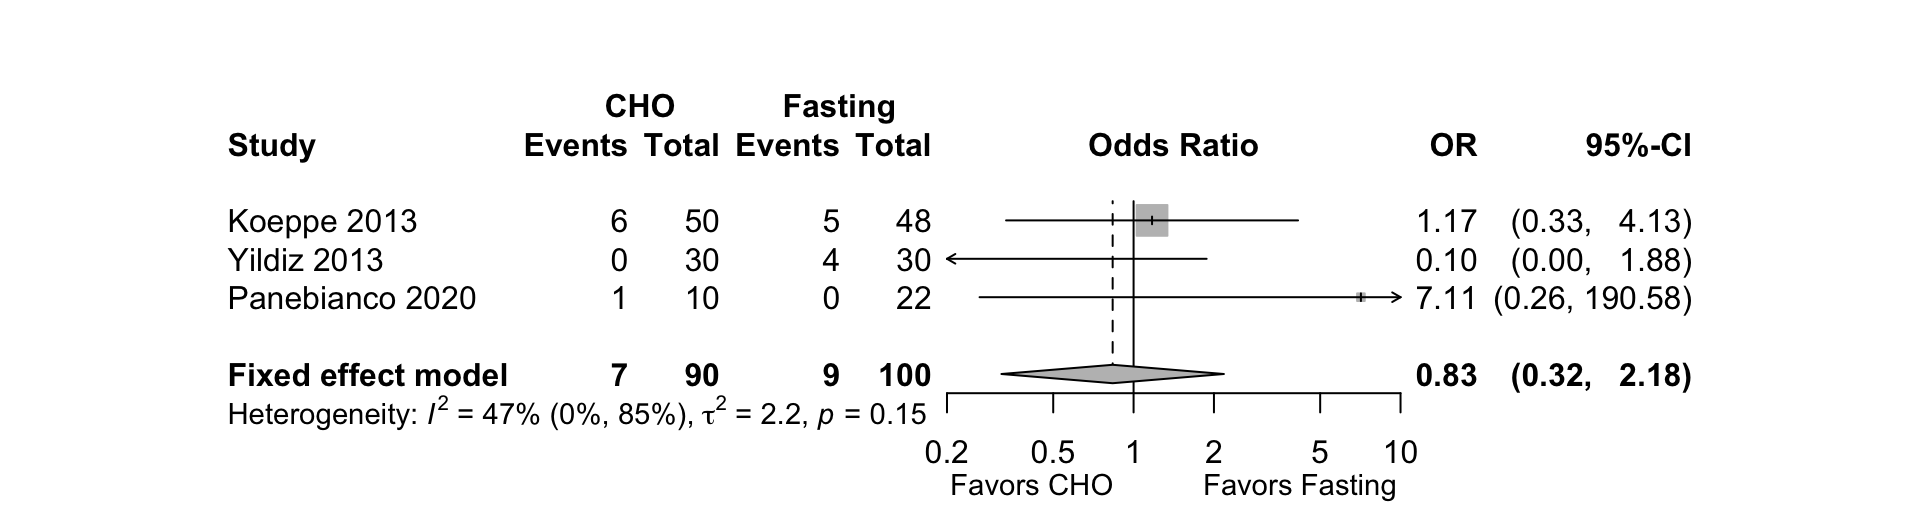 CHO Fasting
Study Events Total Events Total Odds Ratio OR 95%-CI
Koeppe 2013 6 50 5 48 1.17 (0.33, 4.13)
Yildiz 2013 0 30 4 30 0.10 (0.00, 1.88)
Panebianco 2020 1 10 0 22 7.11 (0.26, 190.58)
Fixed effect model 7 90 9 100 0.83 (0.32, 2.18)
Heterogeneity: I² = 47% (0%, 85%), τ² = 2.2, p = 0.15
0.2 0.5 1 2 5 10
Favors CHO Favors Fasting